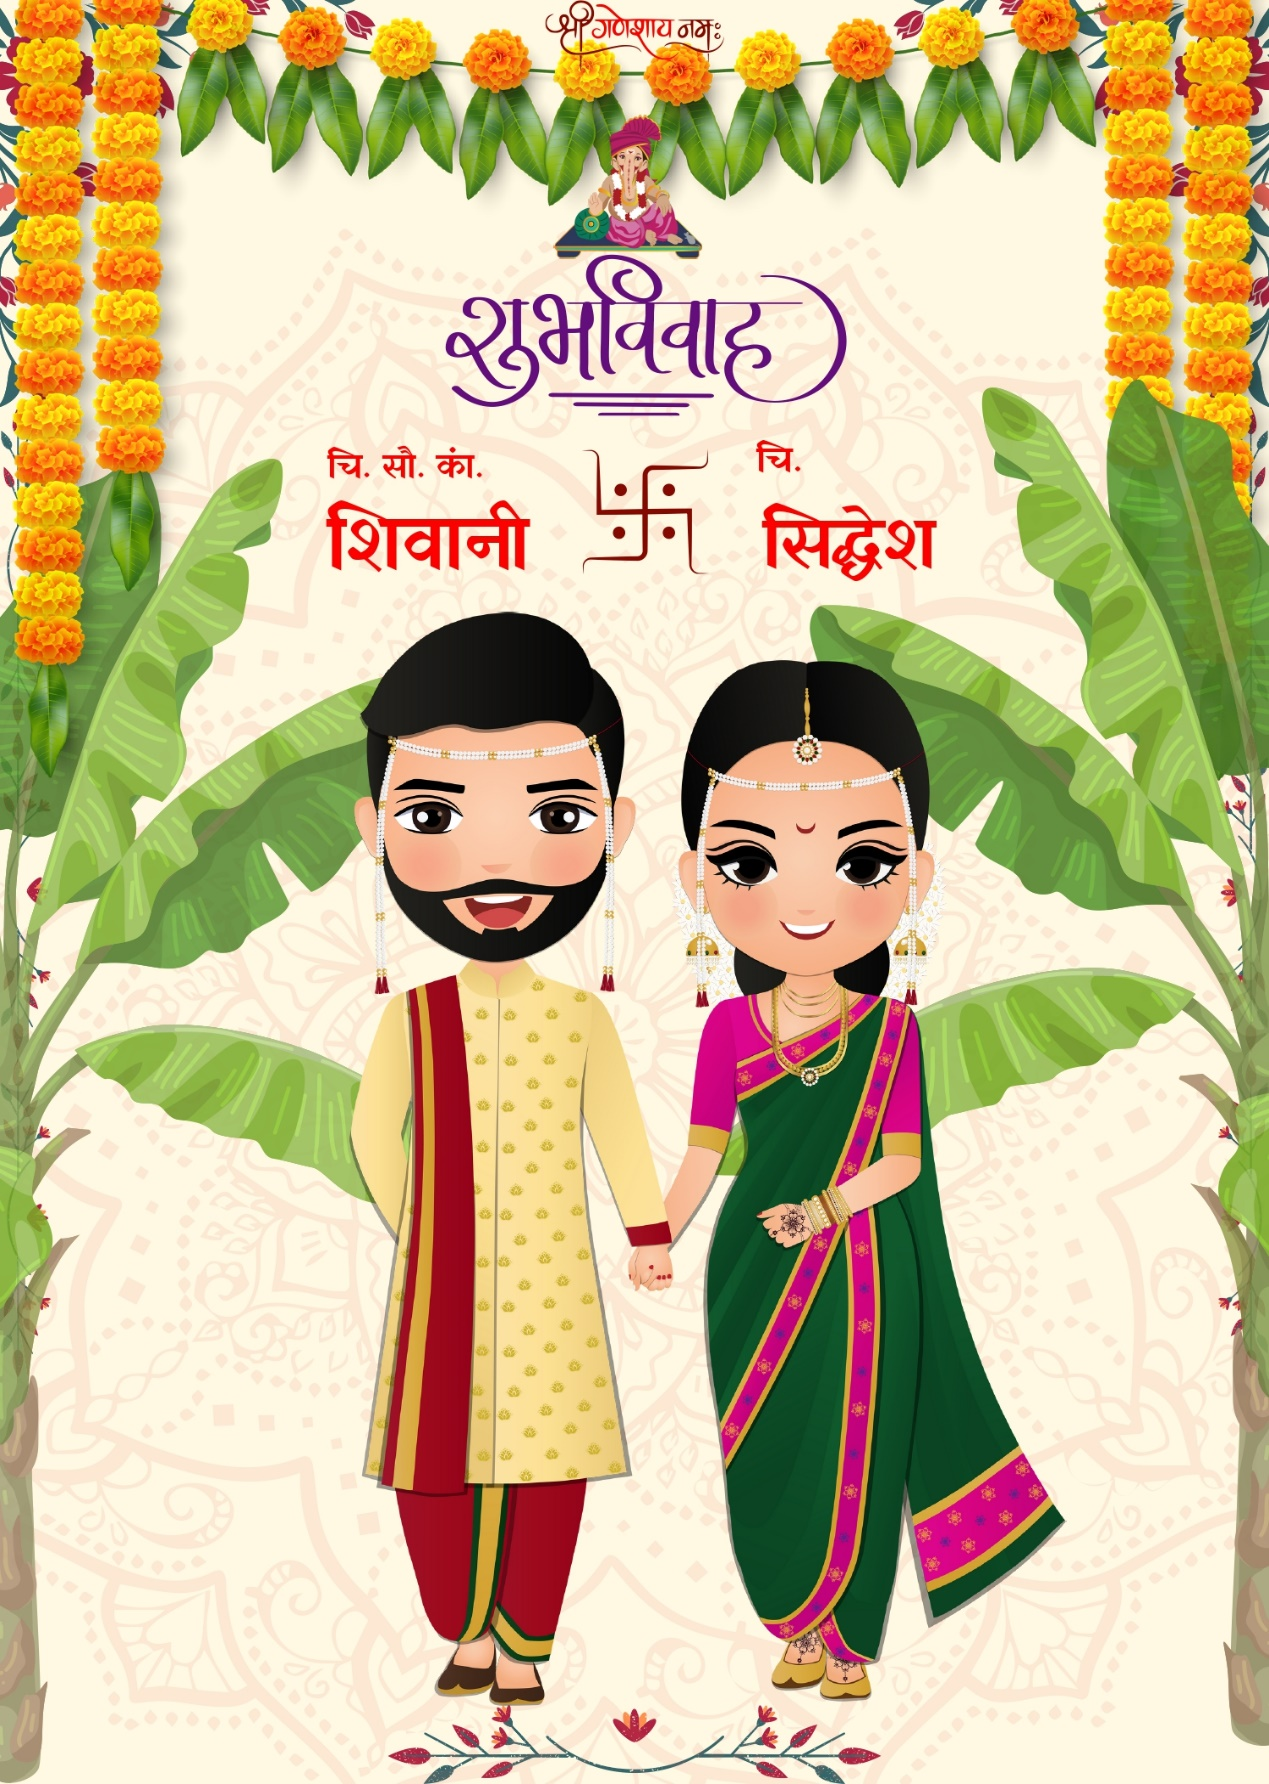 श्री गणेशाय नमः
शुभविवाह
चि. सौ. कां.
शिवानी
चि.
सिद्धेश